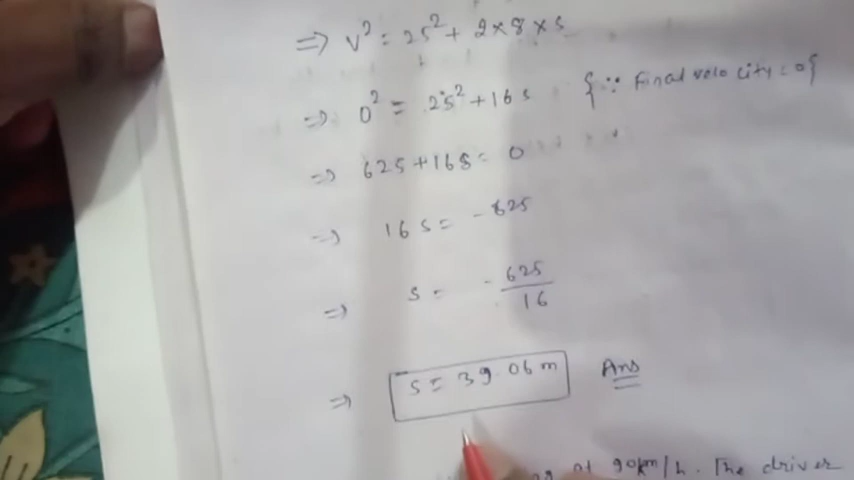 ⇒ v² = 25² + 2×8×s
⇒ 0² = 25² + 16s {∵ Final velocity = 0}
⇒ 625 + 16s = 0
⇒ 16s = -625
⇒ s = -625/16
⇒ s = 39.06m Ans
at 90km/h. The driver